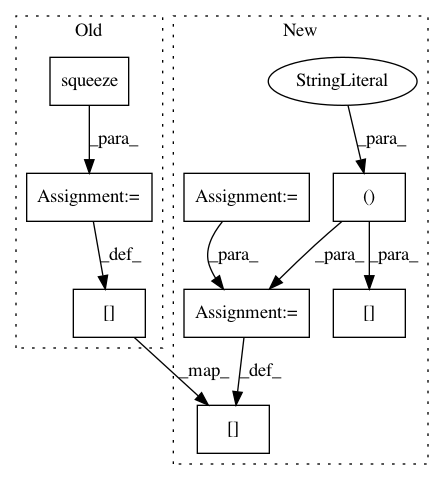 Old New
squeeze StringLiteral
_para_ _para_
Assignment:= Assignment:= ()
_def_ _para_ _para_ _para_
[] Assignment:= []
_map_ _def_
[]